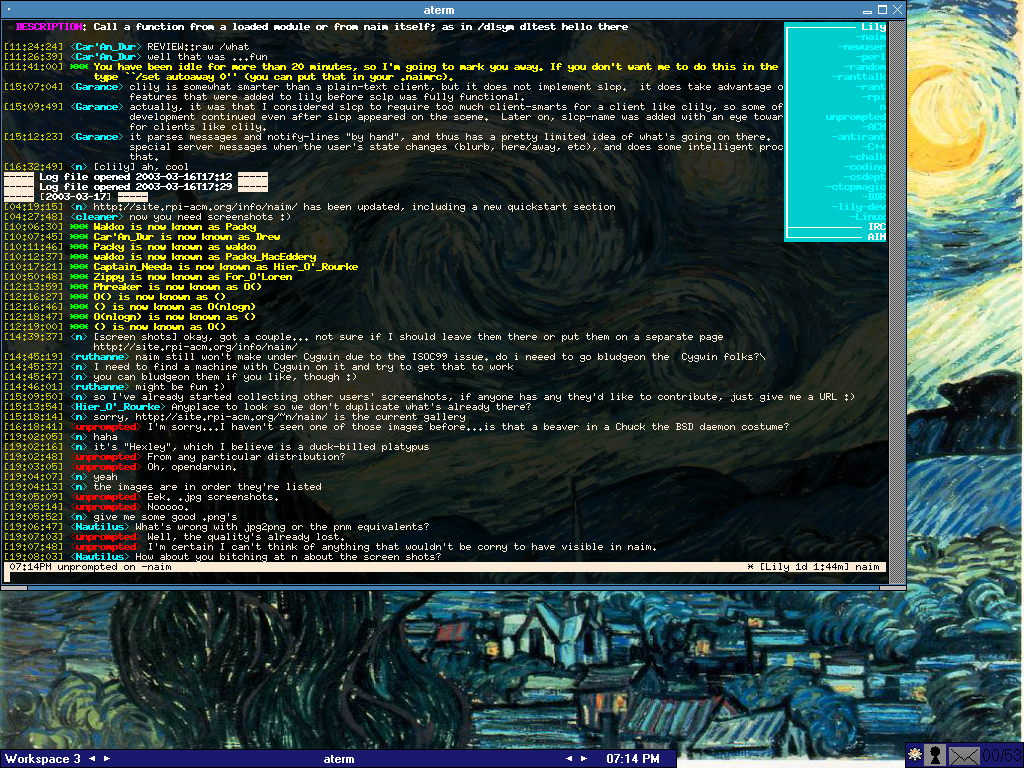 aterm
DESCRIPTION: Call a function from a loaded module or from naim itself; as in /dlsym dltest hello there
[11:24:24] <Car'An_Dur> REVIEW::raw /what
[11:26:39] <Car'An_Dur> well that was ...fun
[11:41:00] *** You have been idle for more than 20 minutes, so I'm going to mark you away. If you don't want me to do this in the
type ``/set autoaway 0'' (you can put that in your .naimrc).
[15:07:04] <Garance> clily is somewhat smarter than a plain-text client, but it does not implement slcp.  it does take advantage o
features that were added to lily before sclp was fully functional.
[15:09:49] <Garance> actually, it was that I considered slcp to require too much client-smarts for a client like clily, so some of
development continued even after slcp appeared on the scene.  Later on, slcp-name was added with an eye towar
for clients like clily.
[15:12:23] <Garance> it parses messages and notify-lines "by hand", and thus has a pretty limited idea of what's going on there.
special server messages when the user's state changes (blurb, here/away, etc), and does some intelligent proc
that.
[16:32:49] <n> [clily] ah, cool
----- Log file opened 2003-03-16T17:12 -----
----- Log file opened 2003-03-16T17:29 -----
----- [2003-03-17] -----
[04:19:15] <n> http://site.rpi-acm.org/info/naim/ has been updated, including a new quickstart section
[04:27:48] <cleaner> now you need screenshots :)
[10:06:30] *** Wakko is now known as Packy
[10:07:45] *** Car'An_Dur is now known as Drew
[10:11:46] *** Packy is now known as wakko
[10:12:37] *** wakko is now known as Packy_MacEddery
[10:17:21] *** Captain_Needa is now known as Hier_O'_Rourke
[10:50:48] *** Zippy is now known as For_O'Loren
[12:13:59] *** Phreaker is now known as O()
[12:16:27] *** O() is now known as ()
[12:16:46] *** () is now known as O(nlogn)
[12:18:47] *** O(nlogn) is now known as ()
[12:19:00] *** () is now known as O()
[14:39:37] <n> [screen shots] okay, got a couple... not sure if I should leave them there or put them on a separate page
http://site.rpi-acm.org/info/naim/
[14:45:19] <ruthanne> naim still won't make under Cygwin due to the ISOC99 issue. do i neeed to go bludgeon the  Cygwin folks?\
[14:45:37] <n> I need to find a machine with Cygwin on it and try to get that to work
[14:45:47] <n> you can bludgeon them if you like, though :)
[14:46:01] <ruthanne> might be fun :)
[15:09:50] <n> so I've already started collecting other users' screenshots, if anyone has any they'd like to contribute, just give me a URL :)
[15:13:54] <Hier_O'_Rourke> Anyplace to look so we don't duplicate what's already there?
[15:18:14] <n> sorry, http://site.rpi-acm.org/~n/naim/ is the current gallery
[16:18:41] <unprompted> I'm sorry...I haven't seen one of those images before...is that a beaver in a Chuck the BSD daemon costume?
[19:02:05] <n> haha
[19:02:16] <n> it's "Hexley", which I believe is a duck-billed platypus
[19:02:48] <unprompted> From any particular distribution?
[19:03:05] <unprompted> Oh, opendarwin.
[19:04:07] <n> yeah
[19:04:13] <n> the images are in order they're listed
[19:05:09] <unprompted> Eek. .jpg screenshots.
[19:05:14] <unprompted> Nooooo.
[19:05:52] <n> give me some good .png's
[19:06:47] <Nautilus> What's wrong with jpg2png or the pnm equivalents?
[19:07:03] <unprompted> Well, the quality's already lost.
[19:07:48] <unprompted> I'm certain I can't think of anything that wouldn't be corny to have visible in naim.
[19:08:03] <Nautilus> How about you bitching at n about the screen shots?
07:14PM unprompted on -naim
* [Lily 1d 1:44m] naim
Lily
-naim
-newuser
-perl
-random
-ranttalk
-rant
-rpi
n
unprompted
-ACM
-antirant
-C++
-chalk
-coding
-csdept
-ctcpmagic
-DDR
-lily-dev
-Linux
IRC
AIM
Workspace 3
aterm
07:14 PM
00/53